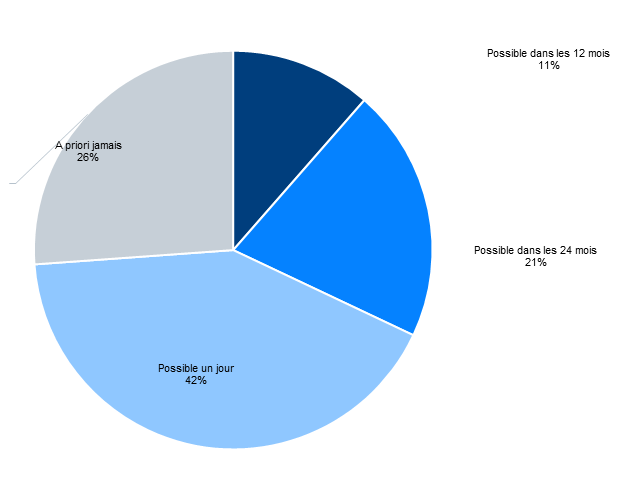 Possible dans les 12 mois
11%
A priori jamais
26%
Possible dans les 24 mois
21%
Possible un jour
42%